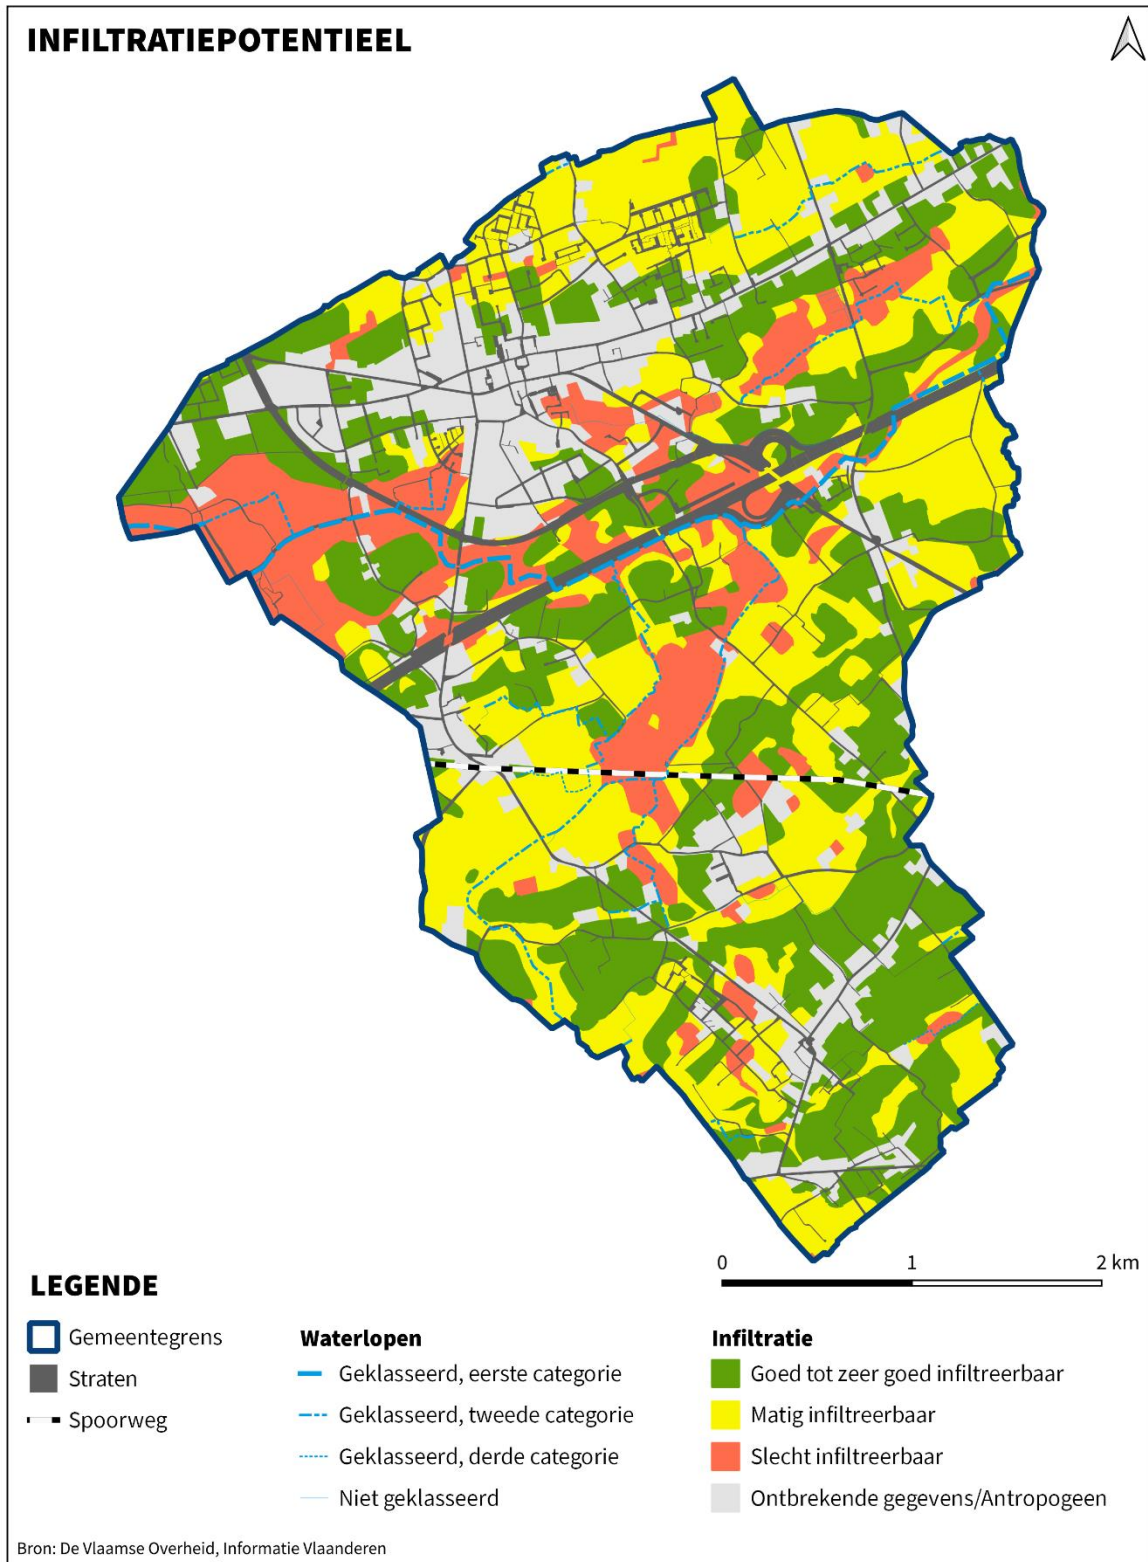 INFILTRATIEPOTENTIEEL
0 1 2 km
LEGENDE
Gemeentegrens
Straten
Spoorweg
Waterlopen
Geklasseerd, eerste categorie
Geklasseerd, tweede categorie
Geklasseerd, derde categorie
Niet geklasseerd
Infiltratie
Goed tot zeer goed infiltreerbaar
Matig infiltreerbaar
Slecht infiltreerbaar
Ontbrekende gegevens/Antropogeen
Bron: De Vlaamse Overheid, Informatie Vlaanderen